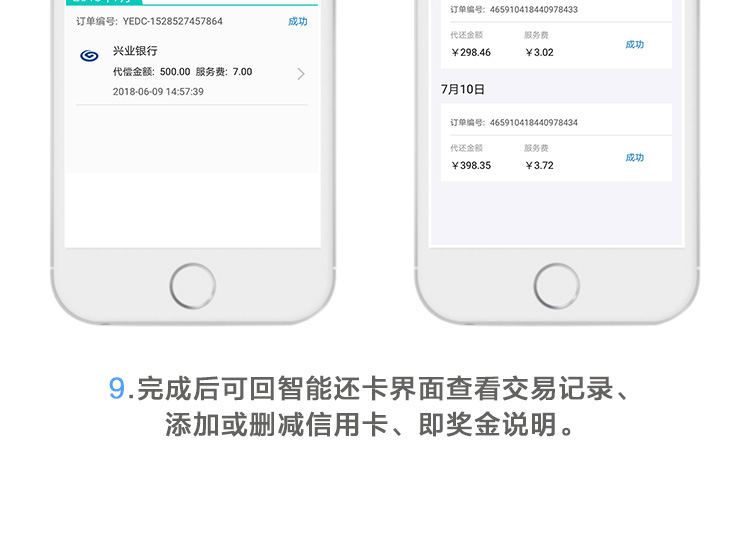 订单编号: YEDC-1528527457864 成功
兴业银行
代偿金额: 500.00 服务费: 7.00
2018-06-09 14:57:39
订单编号: 465910418440978433
代还金额 服务费
￥298.46 ￥3.02 成功
7月10日
订单编号: 465910418440978434
代还金额 服务费
￥398.35 ￥3.72 成功
9.完成后可回智能还卡界面查看交易记录、
添加或删减信用卡、即奖金说明。